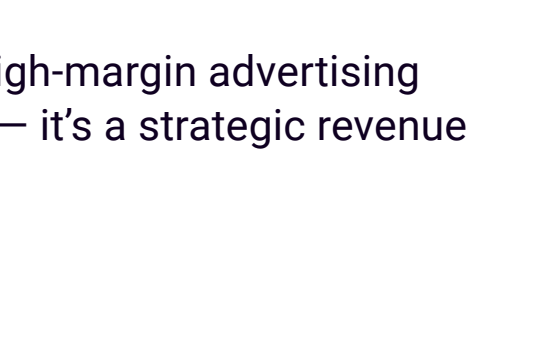 igh-margin advertising
— it’s a strategic revenue